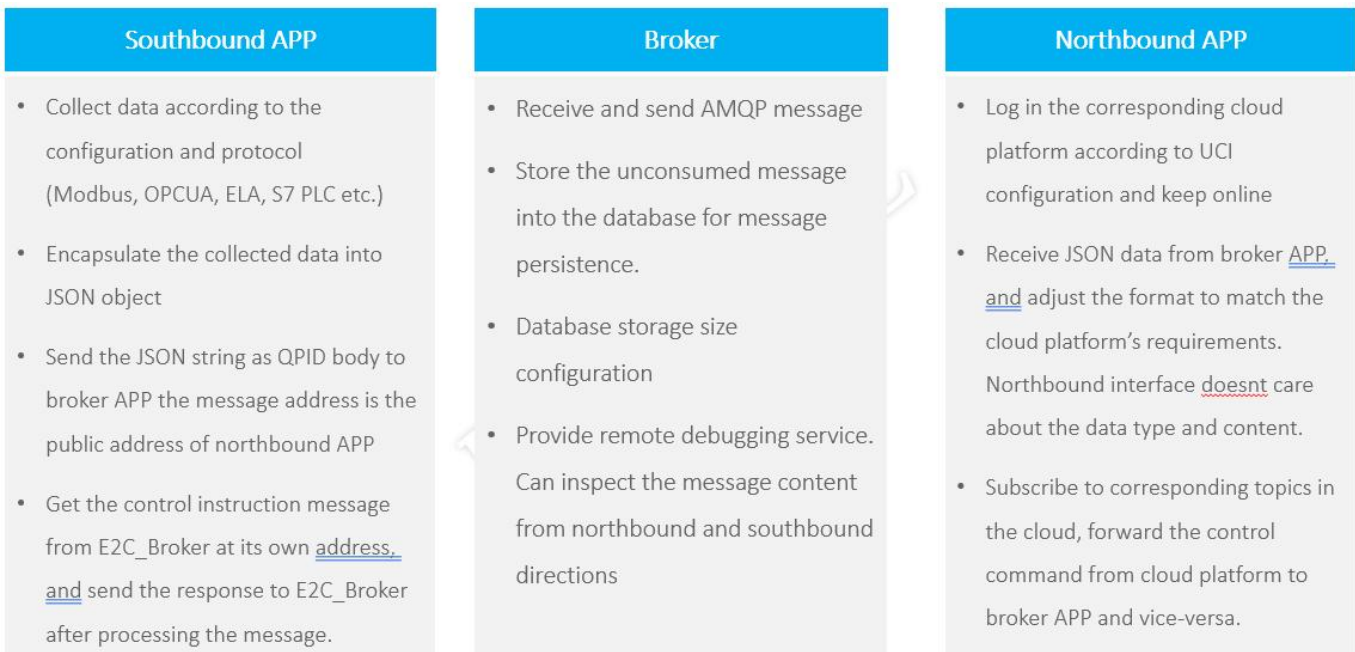 Southbound APP
• Collect data according to the
configuration and protocol
(Modbus, OPCUA, ELA, S7 PLC etc.)
• Encapsulate the collected data into
JSON object
• Send the JSON string as QPID body to
broker APP the message address is the
public address of northbound APP
• Get the control instruction message
from E2C_Broker at its own address,
and send the response to E2C_Broker
after processing the message.
Broker
• Receive and send AMQP message
• Store the unconsumed message
into the database for message
persistence.
• Database storage size
configuration
• Provide remote debugging service.
Can inspect the message content
from northbound and southbound
directions
Northbound APP
• Log in the corresponding cloud
platform according to UCI
configuration and keep online
• Receive JSON data from broker APP,
and adjust the format to match the
cloud platform’s requirements.
Northbound interface doesnt care
about the data type and content.
• Subscribe to corresponding topics in
the cloud, forward the control
command from cloud platform to
broker APP and vice-versa.